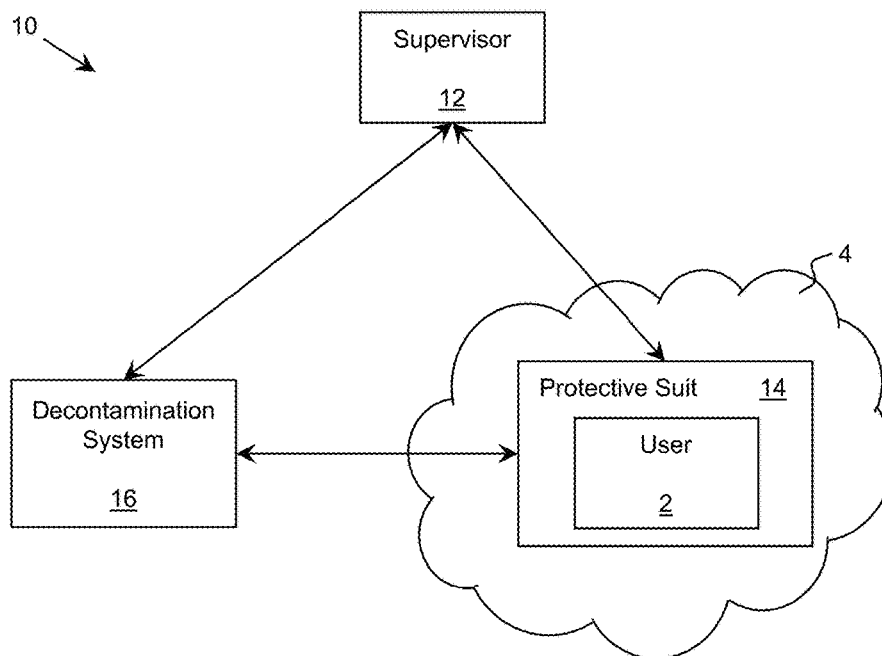 10
Supervisor
12
4
Protective Suit 14
Decontamination
System
User
16
2